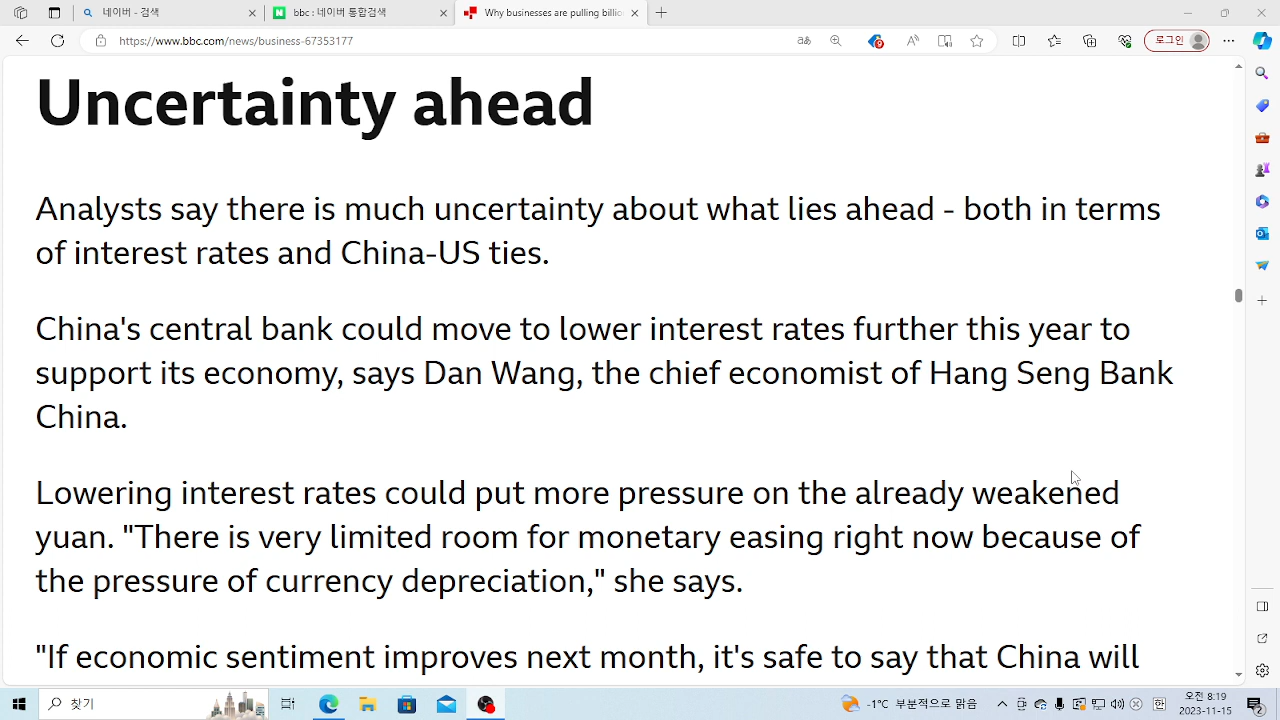 네이버 - 검색
bbc : 네이버 통합검색
Why businesses are pulling billio
https://www.bbc.com/news/business-67353177
로그인
Uncertainty ahead
Analysts say there is much uncertainty about what lies ahead - both in terms
of interest rates and China-US ties.
China's central bank could move to lower interest rates further this year to
support its economy, says Dan Wang, the chief economist of Hang Seng Bank
China.
Lowering interest rates could put more pressure on the already weakened
yuan. "There is very limited room for monetary easing right now because of
the pressure of currency depreciation," she says.
"If economic sentiment improves next month, it's safe to say that China will
찾기
-1°C 부분적으로 맑음
오전 8:19
2023-11-15